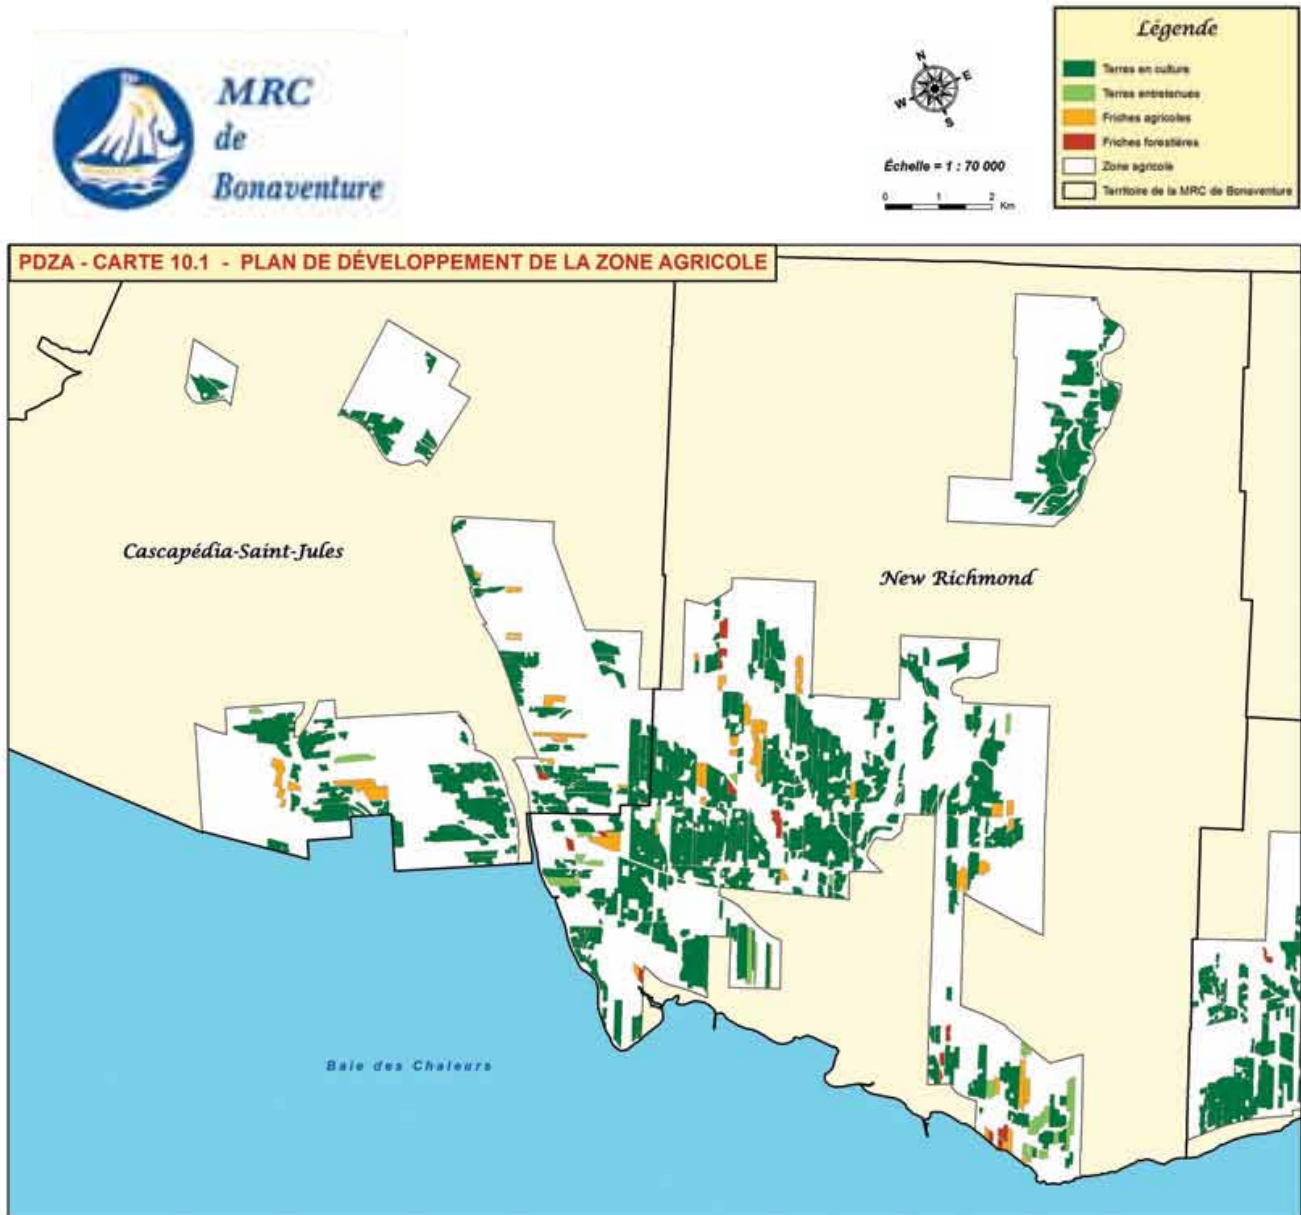 MRC
de
Bonaventure
N
E
W
S
Échelle = 1 : 70 000
0 1 2 Km
Légende
Terres en culture
Terres entretenues
Friches agricoles
Friches forestières
Zone agricole
Territoire de la MRC de Bonaventure
PDZA - CARTE 10.1 - PLAN DE DÉVELOPPEMENT DE LA ZONE AGRICOLE
Cascapédia-Saint-Jules
New Richmond
Baie des Chaleurs